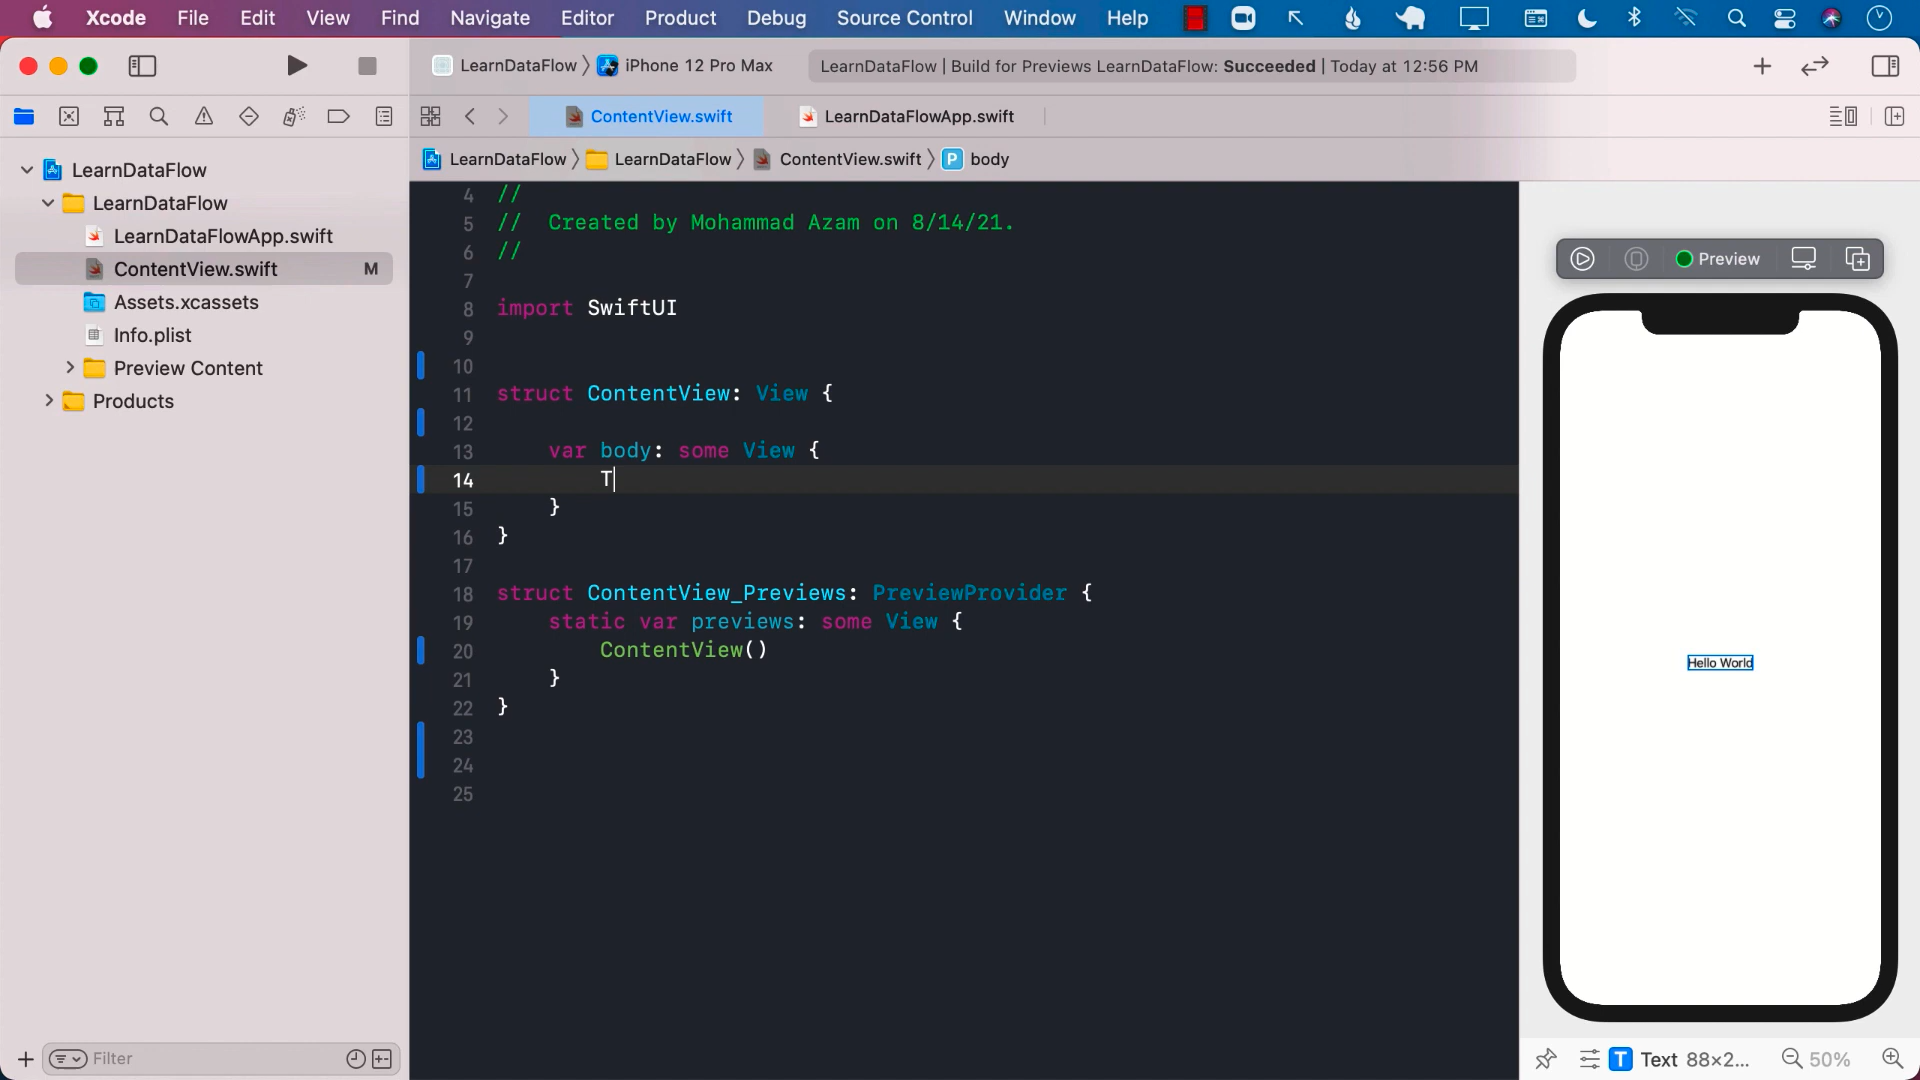 Xcode File Edit View Find Navigate Editor Product Debug Source Control Window Help
LearnDataFlow iPhone 12 Pro Max LearnDataFlow | Build for Previews LearnDataFlow: Succeeded | Today at 12:56 PM
ContentView.swift LearnDataFlowApp.swift
LearnDataFlow LearnDataFlow ContentView.swift P body
LearnDataFlow
LearnDataFlow
LearnDataFlowApp.swift
ContentView.swift M
Assets.xcassets
Info.plist
Preview Content
Products
Filter
4 //
5 //  Created by Mohammad Azam on 8/14/21.
6 //
7
8 import SwiftUI
9
10
11 struct ContentView: View {
12
13     var body: some View {
14         T
15     }
16 }
17
18 struct ContentView_Previews: PreviewProvider {
19     static var previews: some View {
20         ContentView()
21     }
22 }
23
24
25
Preview
Hello World
T Text 88×2... 50%